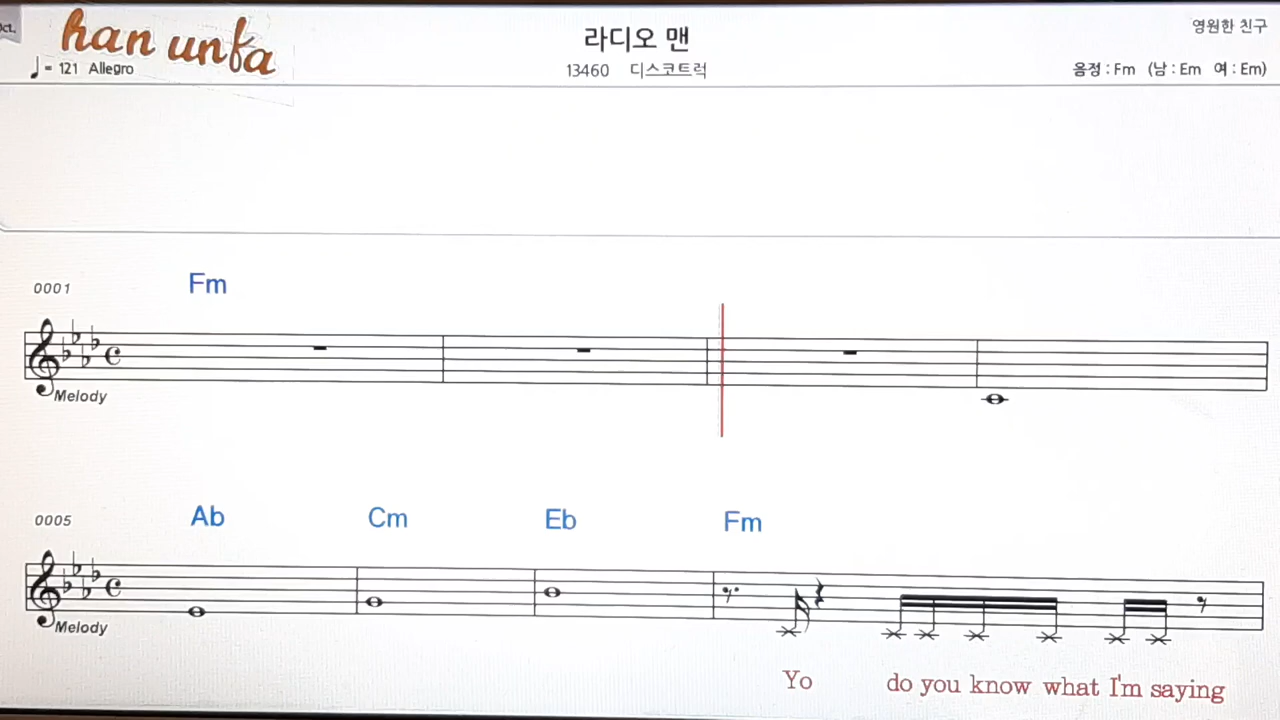 ct.
han unfa
라디오 맨
영원한 친구
♩= 121 Allegro
13460 디스코트럭
음정 : Fm (남 : Em 여 : Em)
0001
Fm
Melody
0005
Ab Cm Eb Fm
Melody
Yo do you know what I'm saying